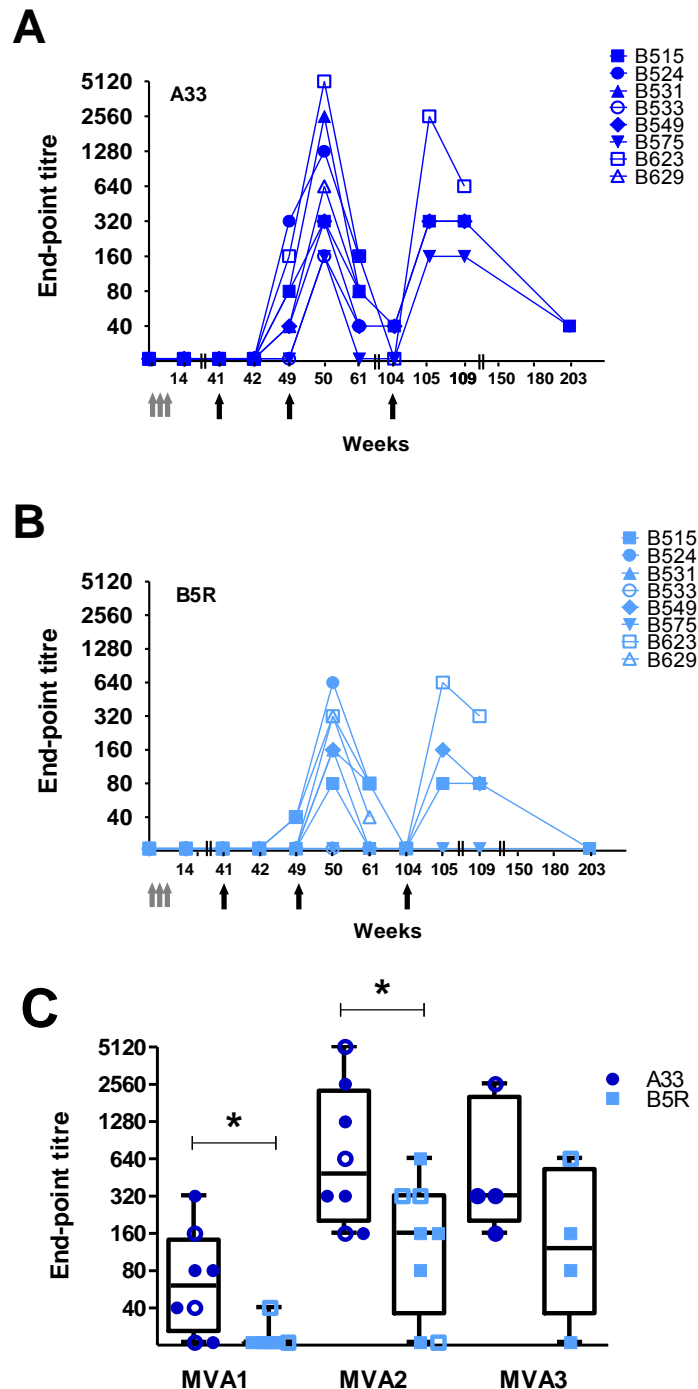 A
A33
5120
2560
1280
640
320
160
80
40
End-point titre
14 41 42 49 50 61 104 105 109 150 180 203
Weeks
B515
B524
B531
B533
B549
B575
B623
B629
B
B5R
5120
2560
1280
640
320
160
80
40
End-point titre
14 41 42 49 50 61 104 105 109 150 180 203
Weeks
B515
B524
B531
B533
B549
B575
B623
B629
C
5120
2560
1280
640
320
160
80
40
End-point titre
*
*
A33
B5R
MVA1 MVA2 MVA3